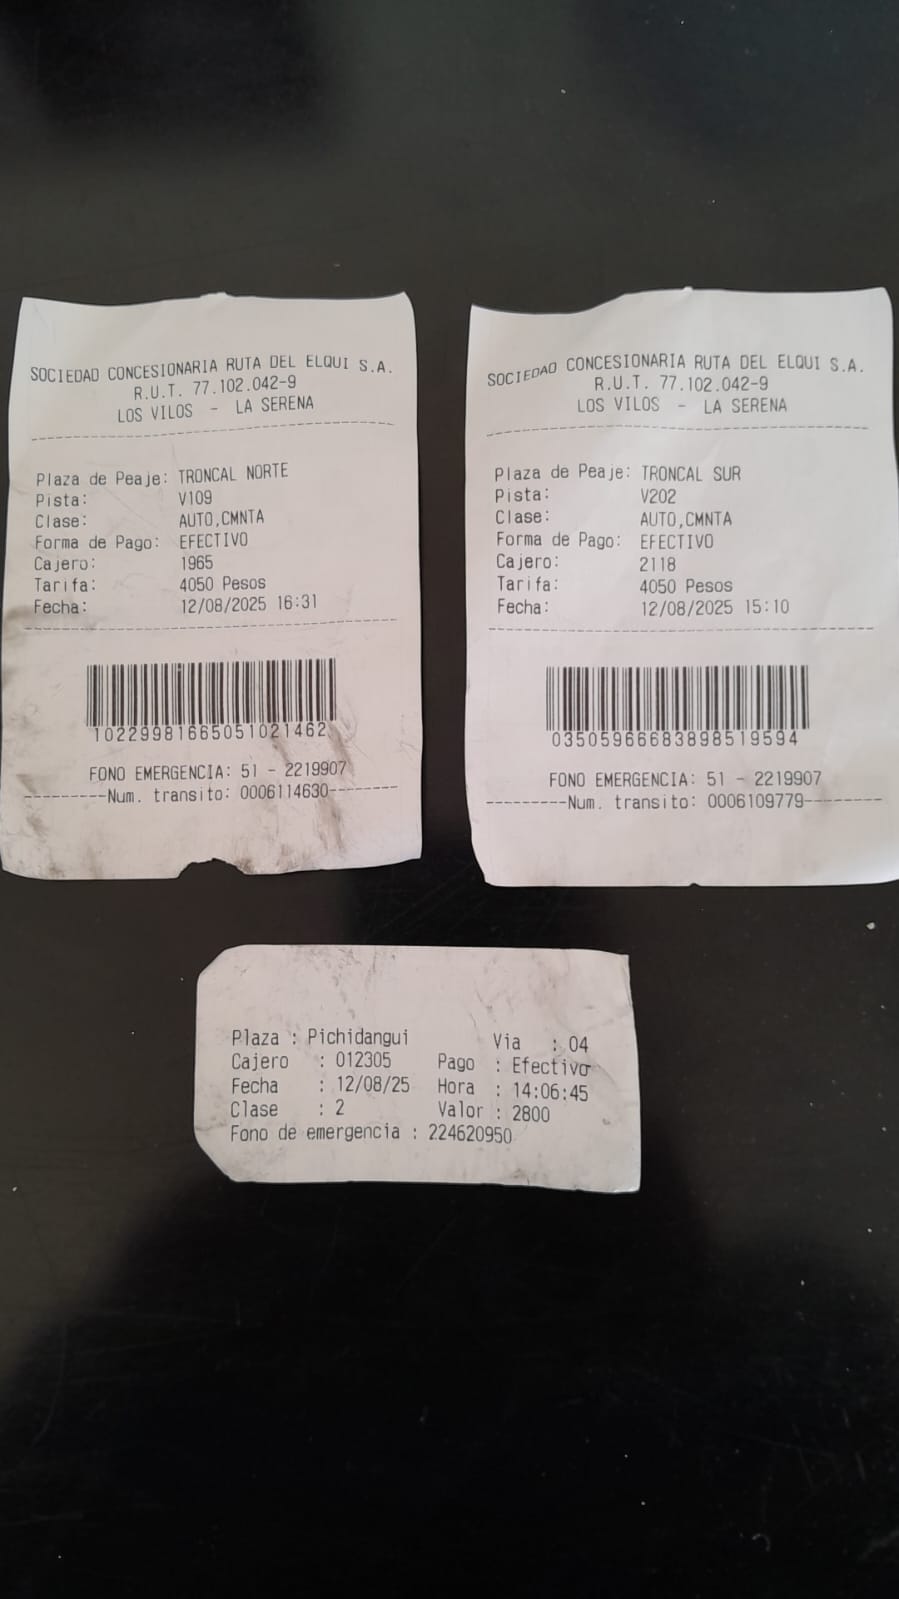 SOCIEDAD CONCESIONARIA RUTA DEL ELQUI S.A.
R.U.T. 77.102.042-9
LOS VILOS - LA SERENA
Plaza de Peaje: TRONCAL NORTE
Pista: V109
Clase: AUTO,CMNTA
Forma de Pago: EFECTIVO
Cajero: 1965
Tarifa: 4050 Pesos
Fecha: 12/08/2025 16:31
10229981665051021462
FONO EMERGENCIA: 51 - 2219907
---------Num. transito: 0006114630--------
SOCIEDAD CONCESIONARIA RUTA DEL ELQUI S.A.
R.U.T. 77.102.042-9
LOS VILOS - LA SERENA
Plaza de Peaje: TRONCAL SUR
Pista: V202
Clase: AUTO,CMNTA
Forma de Pago: EFECTIVO
Cajero: 2118
Tarifa: 4050 Pesos
Fecha: 12/08/2025 15:10
03505966683898519594
FONO EMERGENCIA: 51 - 2219907
---------Num. transito: 0006109779--------
Plaza : Pichidangui Via : 04
Cajero : 012305 Pago : Efectivo
Fecha : 12/08/25 Hora : 14:06:45
Clase : 2 Valor : 2800
Fono de emergencia : 224620950